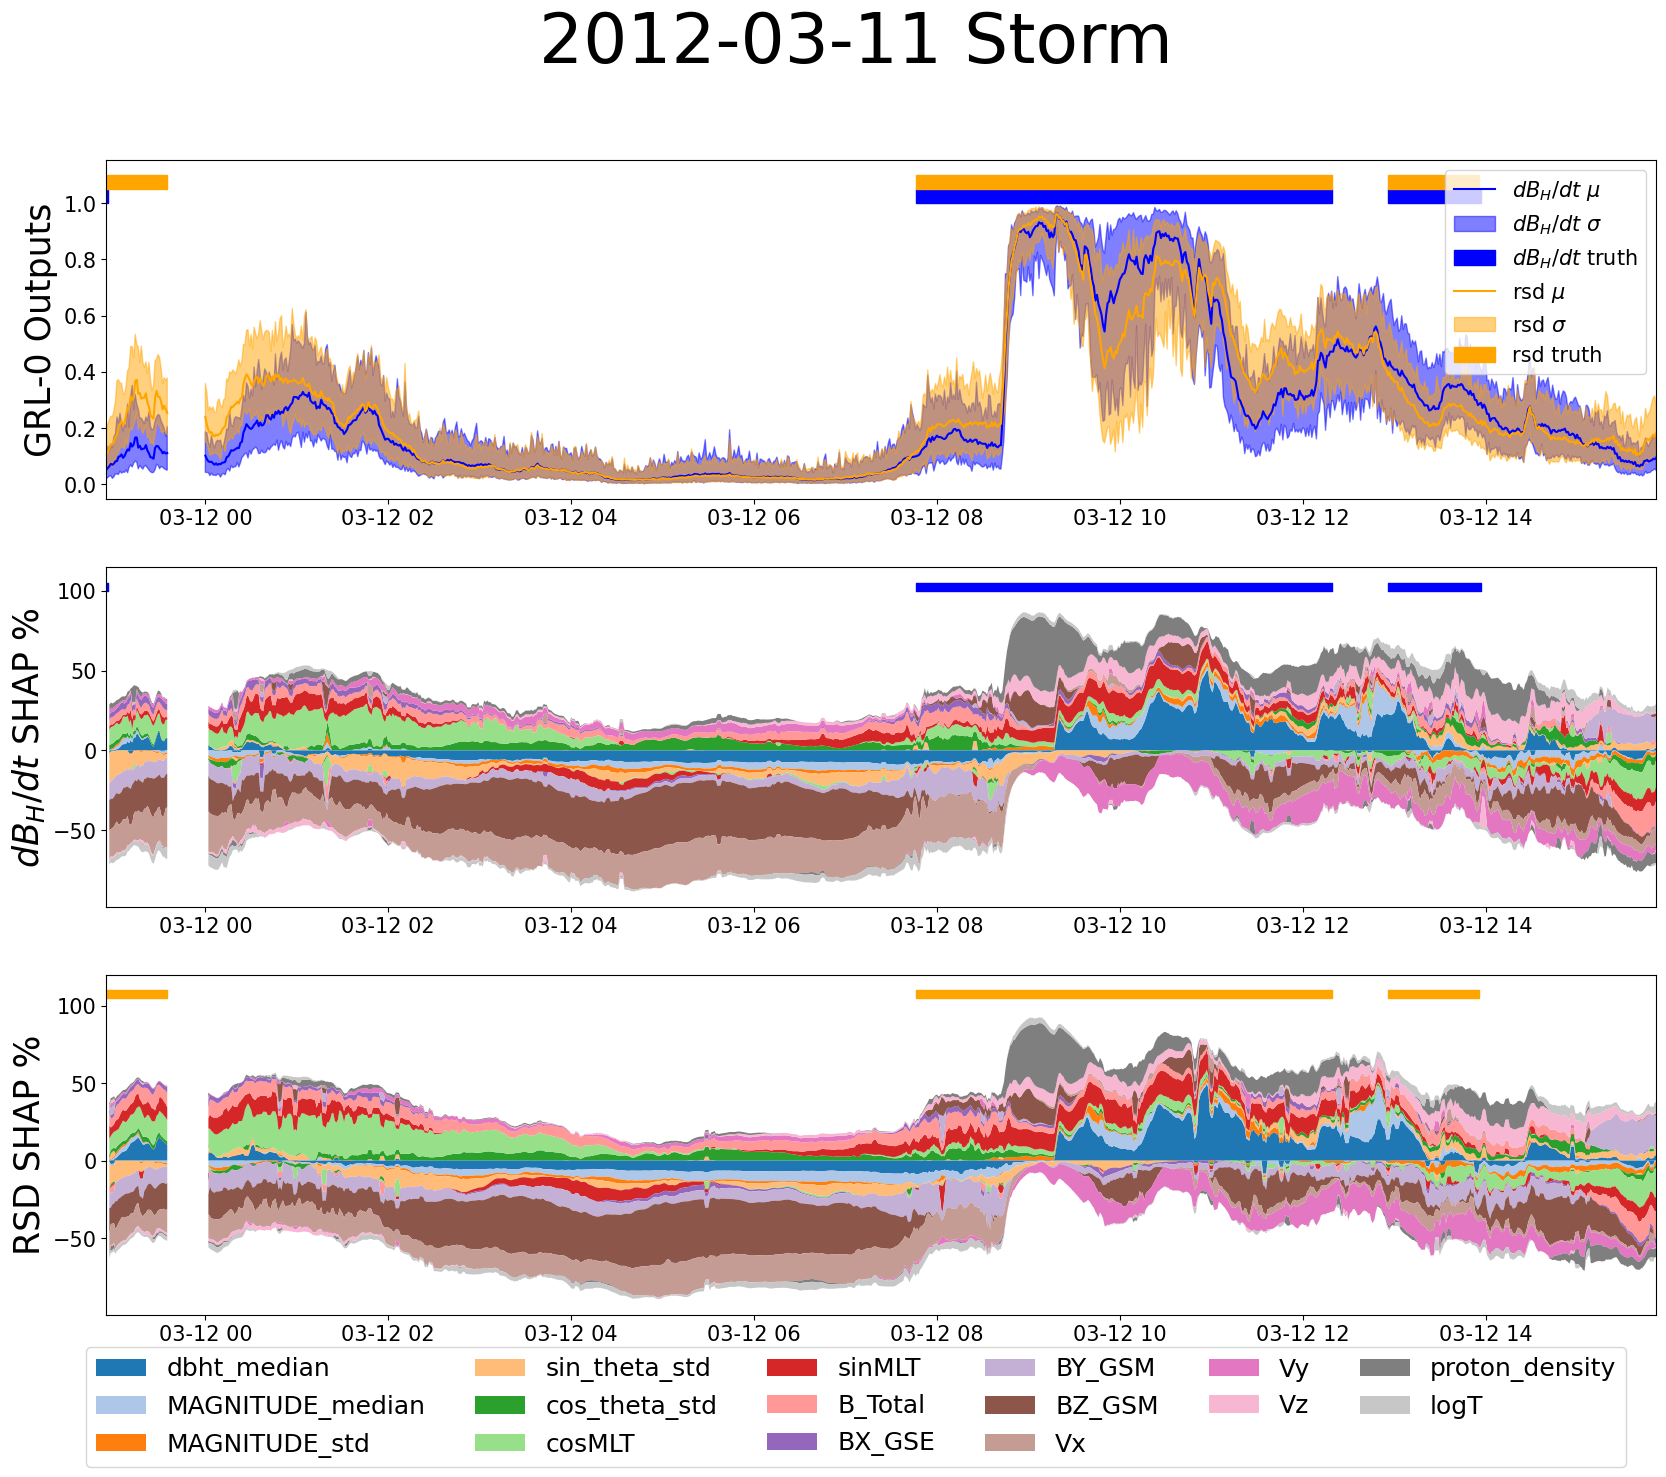 2012-03-11 Storm
GRL-0 Outputs
1.0
0.8
0.6
0.4
0.2
0.0
dB_H/dt μ
dB_H/dt σ
dB_H/dt truth
rsd μ
rsd σ
rsd truth
03-12 00 03-12 02 03-12 04 03-12 06 03-12 08 03-12 10 03-12 12 03-12 14
dB_H/dt SHAP %
100
50
0
−50
03-12 00 03-12 02 03-12 04 03-12 06 03-12 08 03-12 10 03-12 12 03-12 14
RSD SHAP %
100
50
0
−50
03-12 00 03-12 02 03-12 04 03-12 06 03-12 08 03-12 10 03-12 12 03-12 14
dbht_median sin_theta_std sinMLT BY_GSM Vy proton_density
MAGNITUDE_median cos_theta_std B_Total BZ_GSM Vz logT
MAGNITUDE_std cosMLT BX_GSE Vx